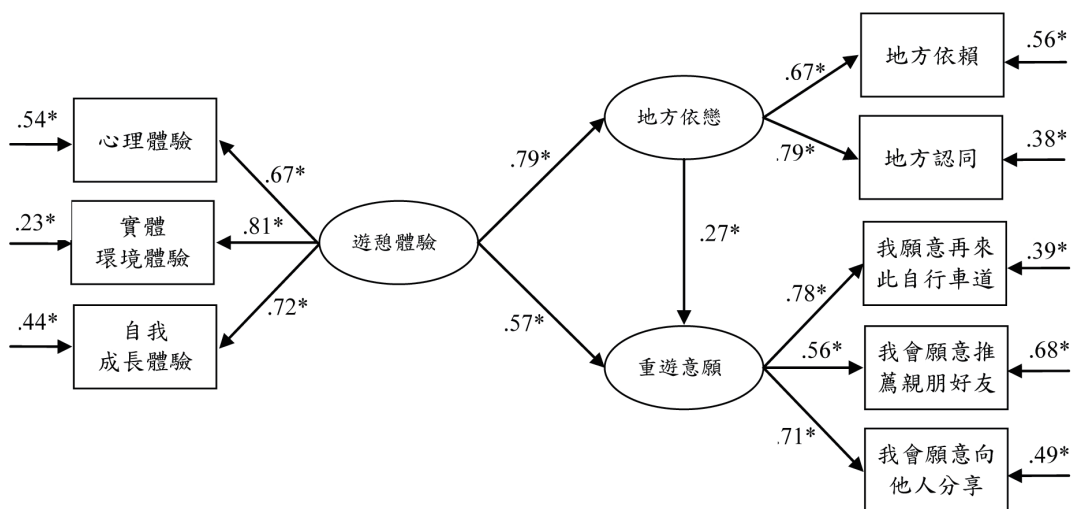 .54*
心理體驗
.67*
.23*
實體
環境體驗
.81*
.44*
自我
成長體驗
.72*
遊憩體驗
.79*
.57*
地方依戀
.27*
重遊意願
.67*
地方依賴
.56*
.79*
地方認同
.38*
.78*
我願意再來
此自行車道
.39*
.56*
我會願意推
薦親朋好友
.68*
.71*
我會願意向
他人分享
.49*